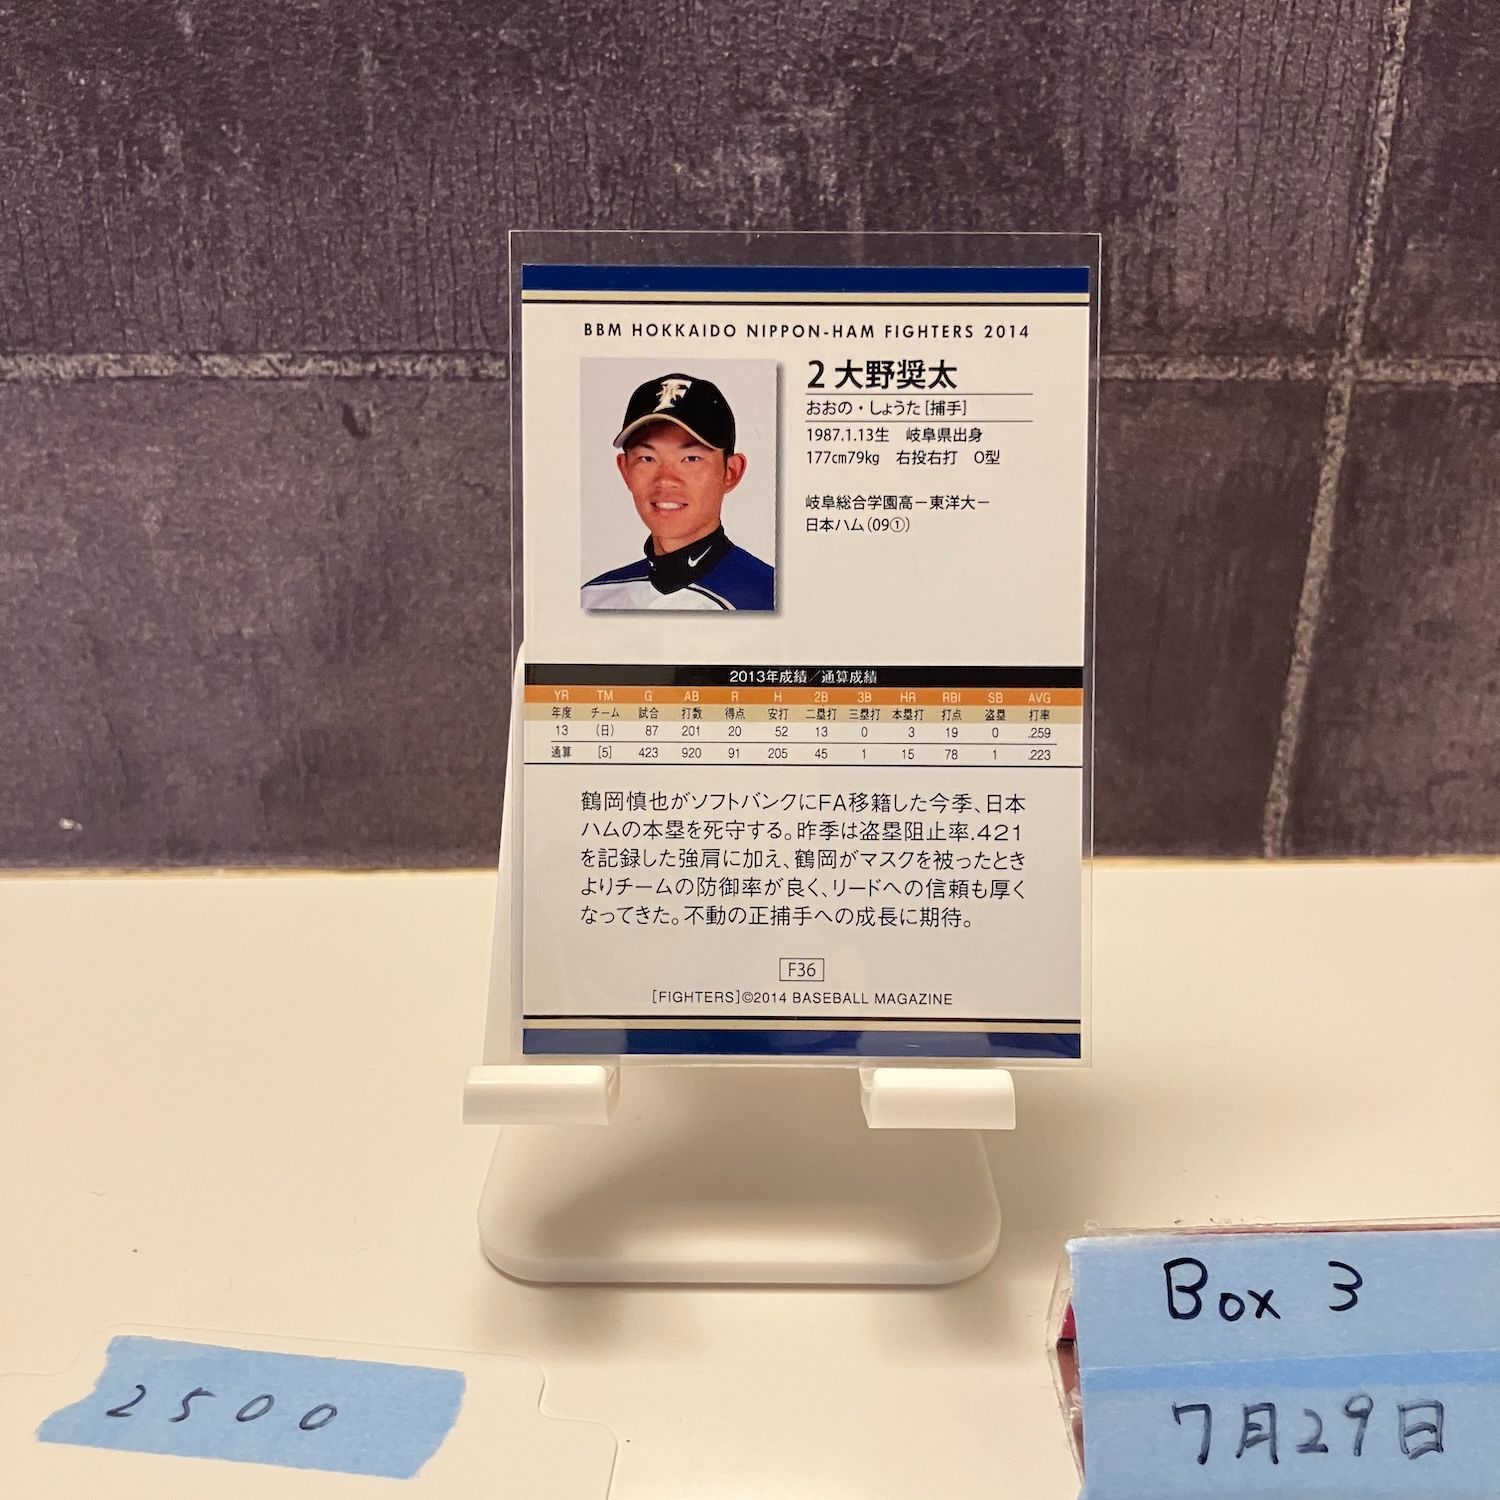 BBM HOKKAIDO NIPPON-HAM FIGHTERS 2014
2 大野奨太
おおの・しょうた[捕手]
1987.1.13生 岐阜県出身
177cm79kg 右投右打 O型
岐阜総合学園高－東洋大－
日本ハム(09①)
F
2013年成績／通算成績
YR TM G AB R H 2B 3B HR RBI SB AVG
年度 チーム 試合 打数 得点 安打 二塁打 三塁打 本塁打 打点 盗塁 打率
13 (日) 87 201 20 52 13 0 3 19 0 .259
通算 [5] 423 920 91 205 45 1 15 78 1 .223
鶴岡慎也がソフトバンクにFA移籍した今季、日本
ハムの本塁を死守する。昨季は盗塁阻止率.421
を記録した強肩に加え、鶴岡がマスクを被ったとき
よりチームの防御率が良く、リードへの信頼も厚く
なってきた。不動の正捕手への成長に期待。
F36
[FIGHTERS]©2014 BASEBALL MAGAZINE
2500
Box 3
7月29日